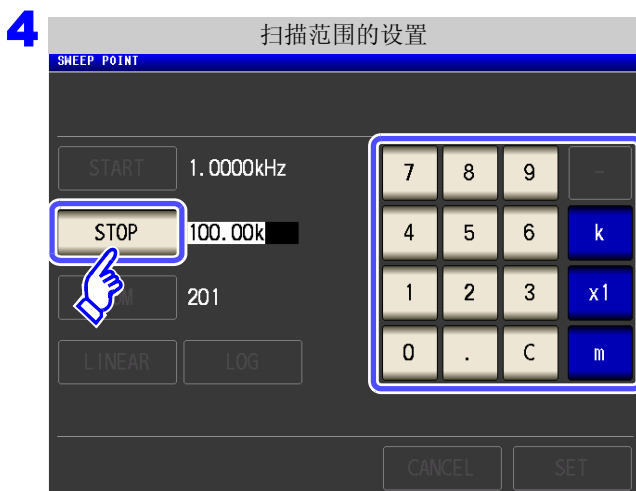 4
扫描范围的设置
SWEEP POINT
START 1.0000kHz
7 8 9 -
STOP 100.00k
4 5 6 k
201
1 2 3 x1
LINEAR LOG
0 . C m
CANCEL SET